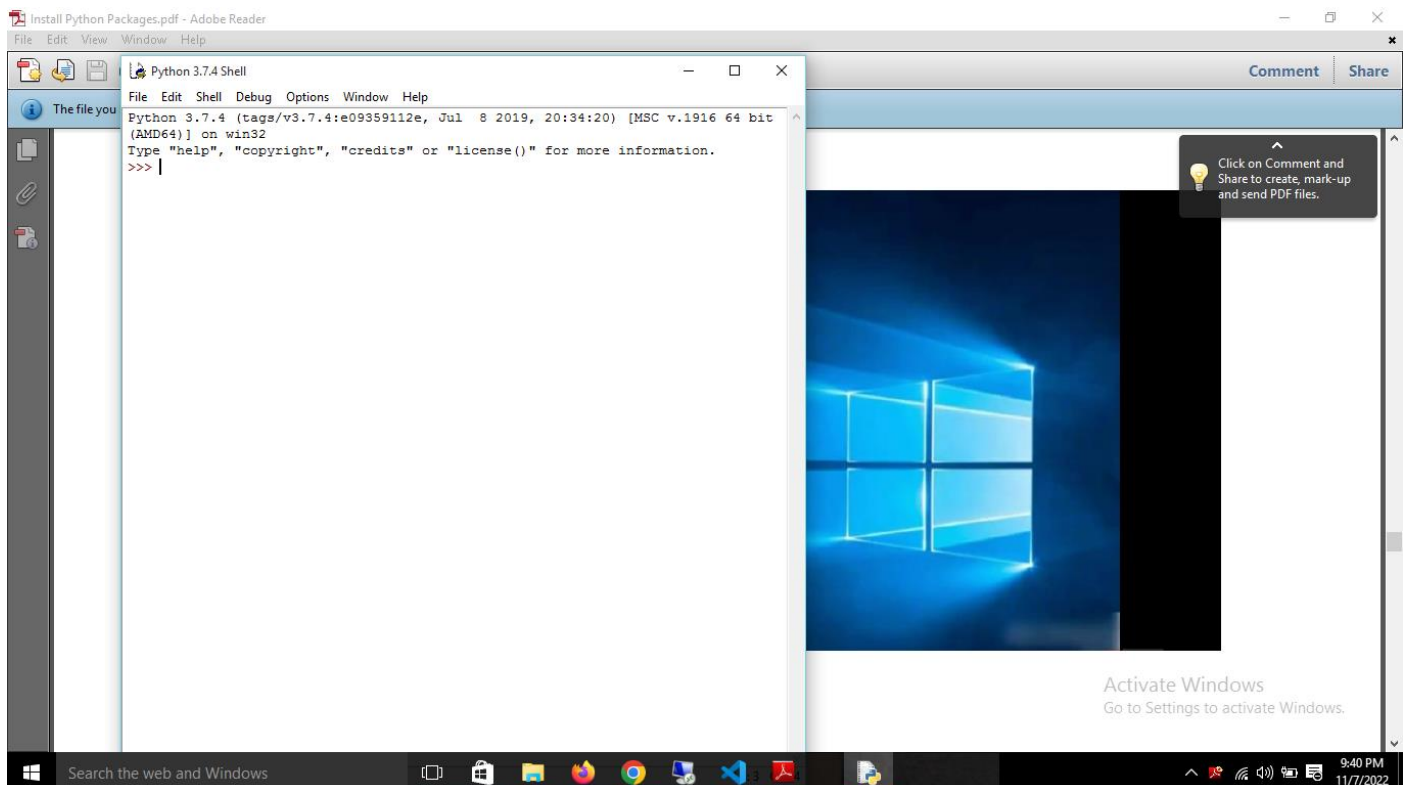 Install Python Packages.pdf - Adobe Reader
File Edit View Window Help
Comment Share
The file you
Click on Comment and
Share to create, mark-up
and send PDF files.
Python 3.7.4 Shell
File Edit Shell Debug Options Window Help
Python 3.7.4 (tags/v3.7.4:e09359112e, Jul  8 2019, 20:34:20) [MSC v.1916 64 bit
(AMD64)] on win32
Type "help", "copyright", "credits" or "license()" for more information.
>>>
Activate Windows
Go to Settings to activate Windows.
Search the web and Windows
9:40 PM
11/7/2022